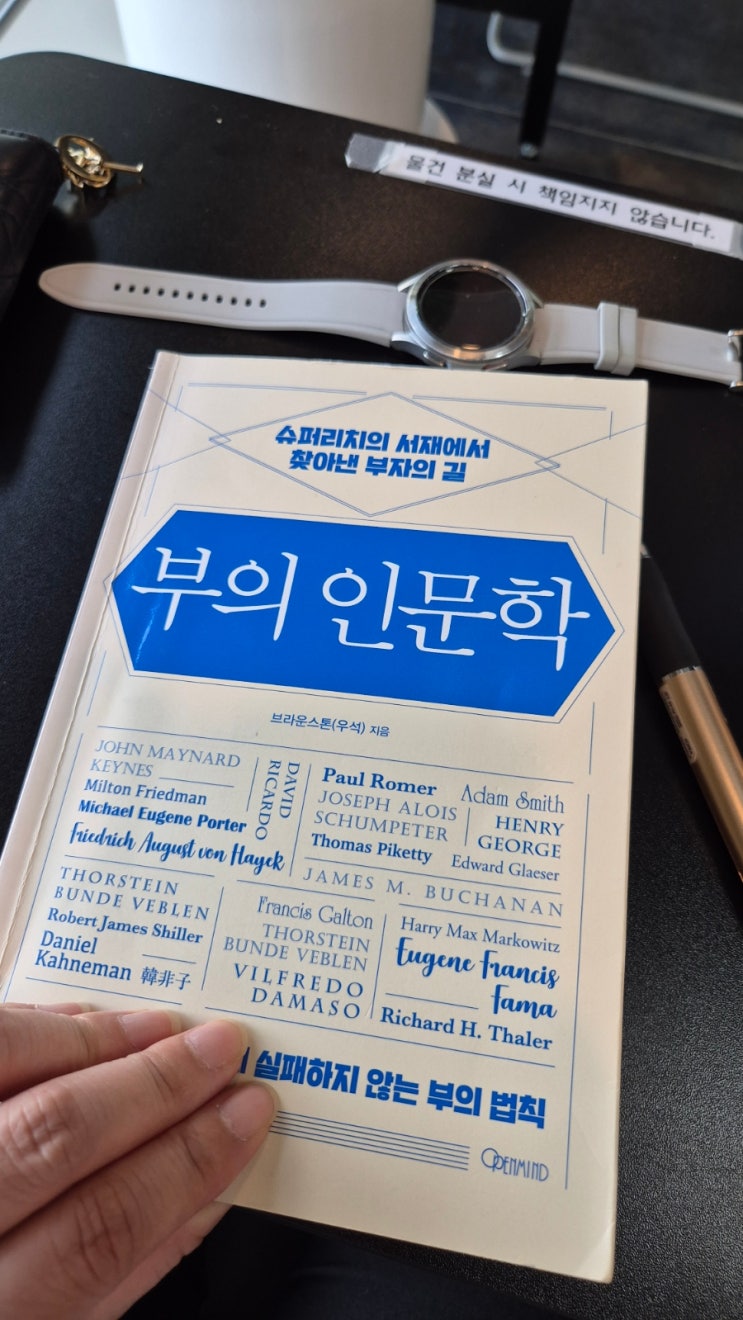 물건 분실 시 책임지지 않습니다.
슈퍼리치의 서재에서
찾아낸 부자의 길
부의 인문학
브라운스톤(우석) 지음
JOHN MAYNARD
KEYNES
Milton Friedman
Michael Eugene Porter
Friedrich August von Hayek
DAVID
RICARDO
Paul Romer
JOSEPH ALOIS
SCHUMPETER
Thomas Piketty
Adam Smith
HENRY
GEORGE
Edward Glaeser
JAMES M. BUCHANAN
THORSTEIN
BUNDE VEBLEN
Robert James Shiller
Daniel
Kahneman 韓非子
Francis Galton
THORSTEIN
BUNDE VEBLEN
VILFREDO
DAMASO
Harry Max Markowitz
Eugene Francis
Fama
Richard H. Thaler
실패하지 않는 부의 법칙
OPENMIND